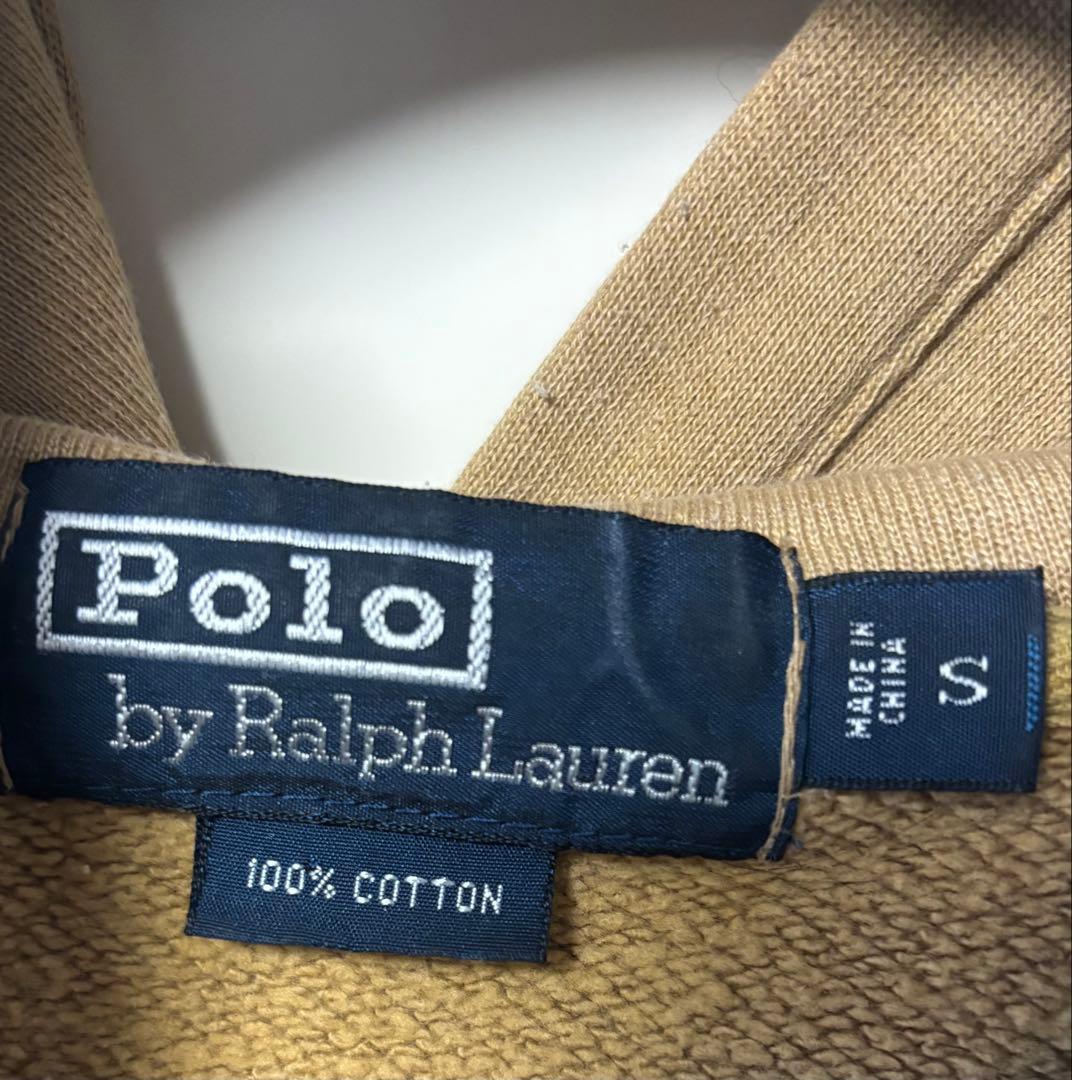 Polo
by Ralph Lauren
MADE IN
CHINA
S
100% COTTON